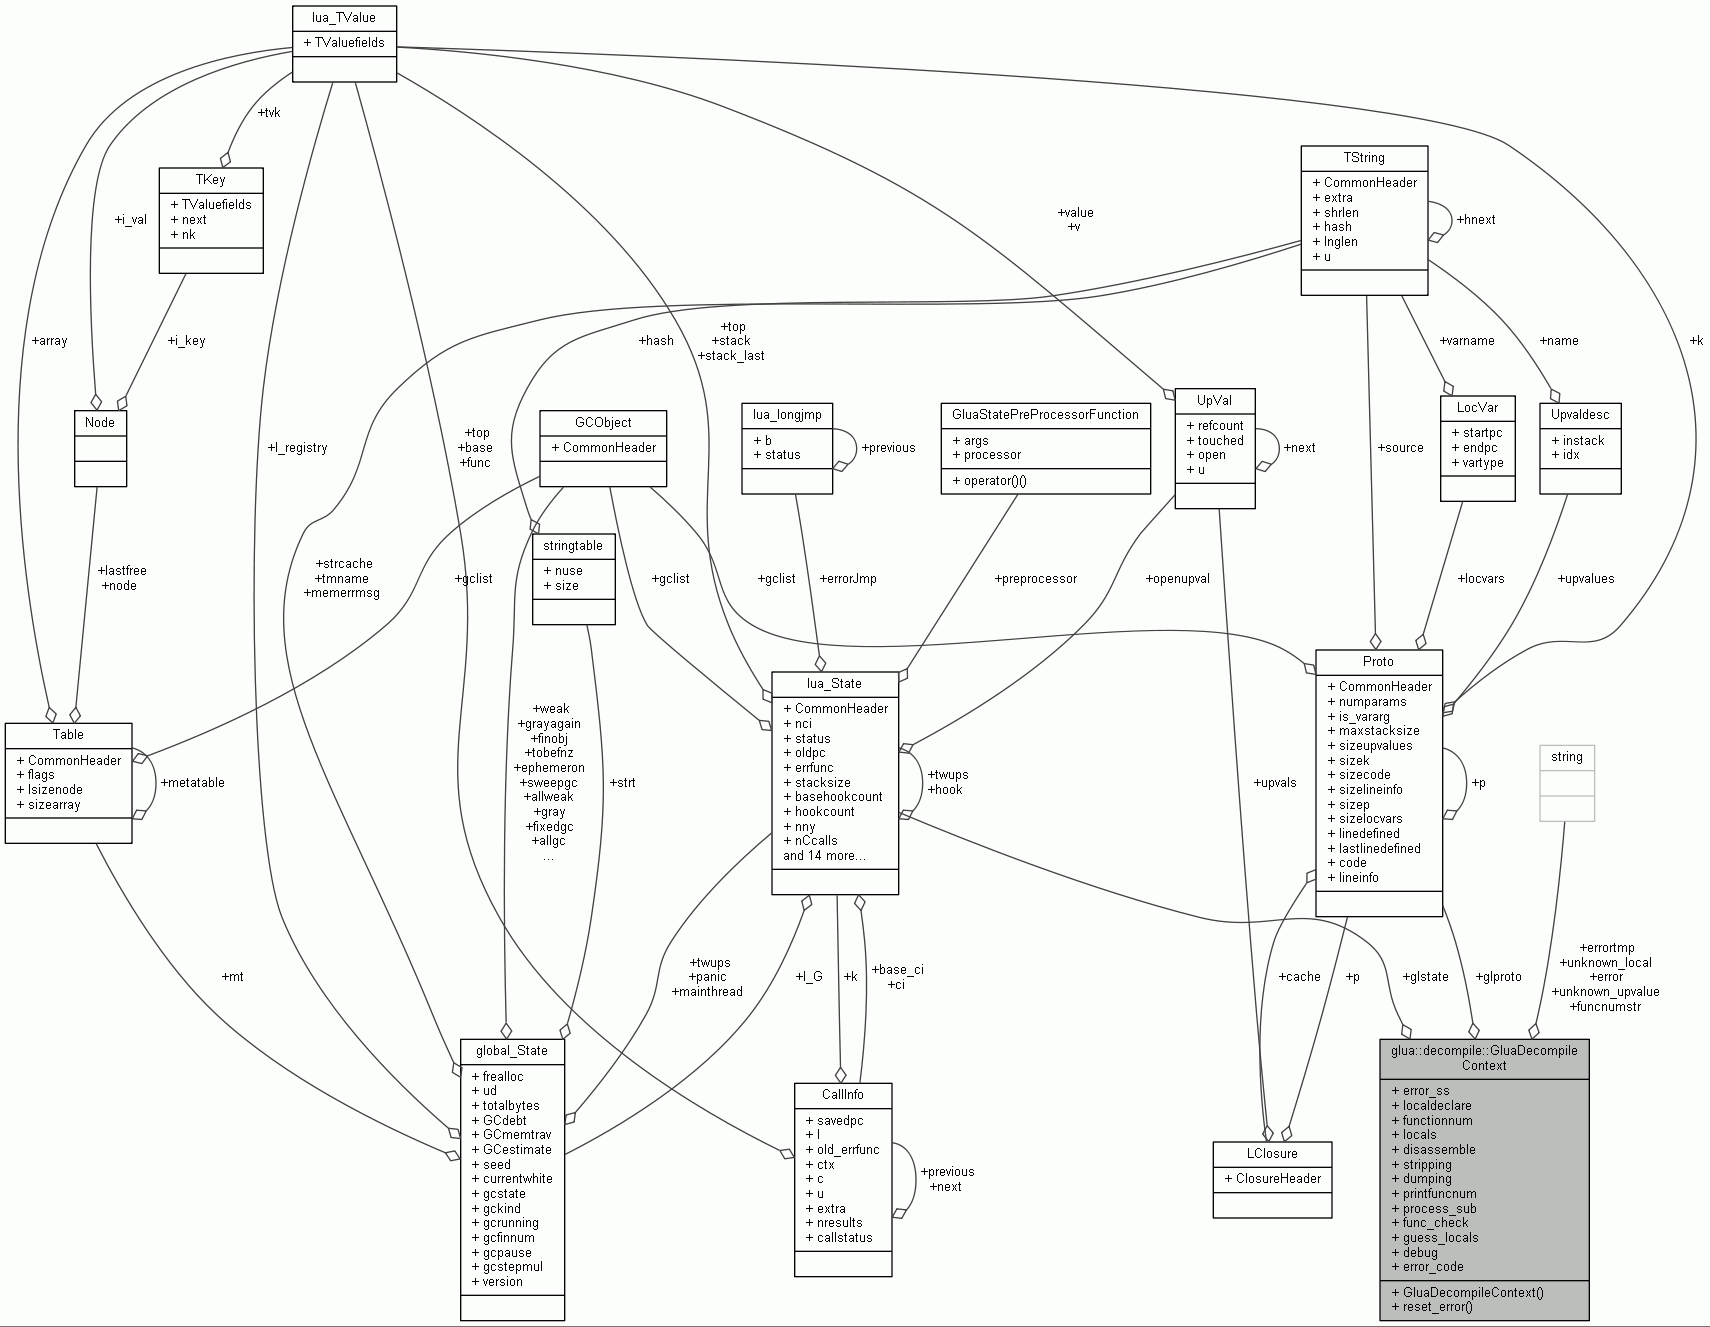 lua_TValue
+ TValuefields
+tvk
TKey
+ TValuefields
+ next
+ nk
TString
+ CommonHeader
+ extra
+ shrlen
+ hash
+ lnglen
+ u
+hnext
+i_val
+value
+v
+array
+i_key
+hash
+top
+stack
+stack_last
+varname
+name
+k
Node
+l_registry
+top
+base
+func
GCObject
+ CommonHeader
lua_longjmp
+ b
+ status
+previous
GluaStatePreProcessorFunction
+ args
+ processor
+ operator()()
UpVal
+ refcount
+ touched
+ open
+ u
+next
+source
LocVar
+ startpc
+ endpc
+ vartype
Upvaldesc
+ instack
+ idx
+lastfree
+node
+strcache
+tmname
+memerrmsg
+gclist
stringtable
+ nuse
+ size
+gclist
+gclist
+errorJmp
+preprocessor
+openupval
+locvars
+upvalues
Table
+ CommonHeader
+ flags
+ lsizenode
+ sizearray
+metatable
+weak
+grayagain
+finobj
+tobefnz
+ephemeron
+sweepgc
+allweak
+gray
+fixedgc
+allgc
...
+strt
lua_State
+ CommonHeader
+ nci
+ status
+ oldpc
+ errfunc
+ stacksize
+ basehookcount
+ hookcount
+ nny
+ nCcalls
and 14 more...
+twups
+hook
+upvals
Proto
+ CommonHeader
+ numparams
+ is_vararg
+ maxstacksize
+ sizeupvalues
+ sizek
+ sizecode
+ sizelineinfo
+ sizep
+ sizelocvars
+ linedefined
+ lastlinedefined
+ code
+ lineinfo
+p
string
+mt
+twups
+panic
+mainthread
+l_G
+k
+base_ci
+ci
+cache
+p
+glstate
+glproto
+errortmp
+unknown_local
+error
+unknown_upvalue
+funcnumstr
global_State
+ frealloc
+ ud
+ totalbytes
+ GCdebt
+ GCmemtrav
+ GCestimate
+ seed
+ currentwhite
+ gcstate
+ gckind
+ gcrunning
+ gcfinnum
+ gcpause
+ gcstepmul
+ version
CallInfo
+ savedpc
+ l
+ old_errfunc
+ ctx
+ c
+ u
+ extra
+ nresults
+ callstatus
+previous
+next
LClosure
+ ClosureHeader
glua::decompile::GluaDecompile
Context
+ error_ss
+ localdeclare
+ functionnum
+ locals
+ disassemble
+ stripping
+ dumping
+ printfuncnum
+ process_sub
+ func_check
+ guess_locals
+ debug
+ error_code
+ GluaDecompileContext()
+ reset_error()